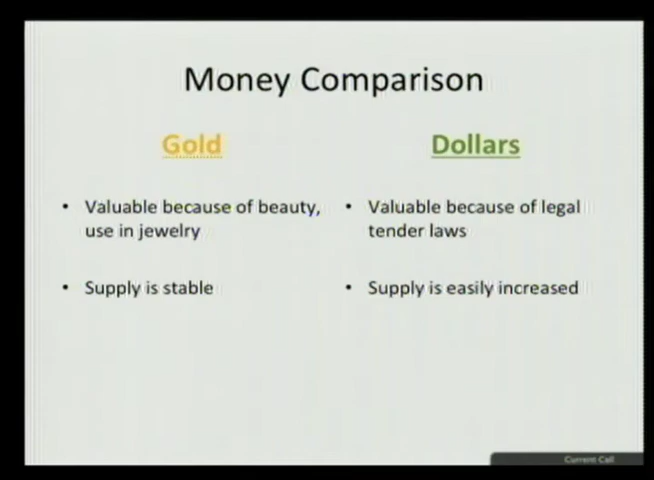 Money Comparison
Gold
Dollars
• Valuable because of beauty,
use in jewelry
• Supply is stable
• Valuable because of legal
tender laws
• Supply is easily increased
Current Call